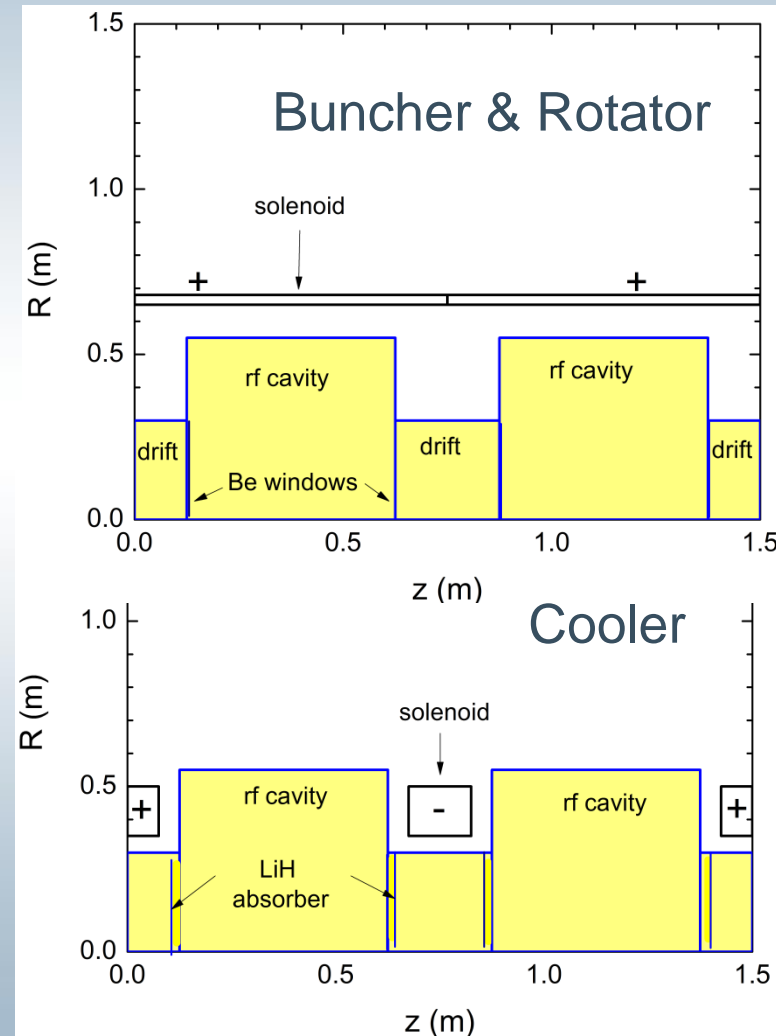 1.5
Buncher & Rotator
1.0
solenoid
R (m)
+ +
0.5
rf cavity rf cavity
drift drift drift
Be windows
0.0
0.0 0.5 1.0 1.5
z (m)
1.0
Cooler
R (m)
solenoid
0.5
+ - +
rf cavity rf cavity
LiH
absorber
0.0
0.0 0.5 1.0 1.5
z (m)